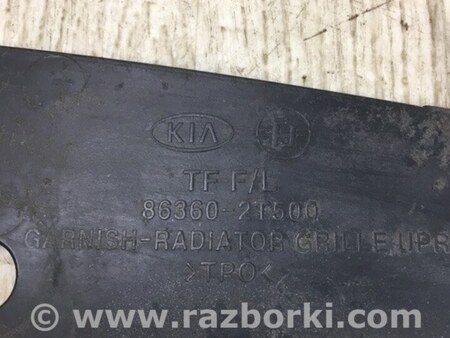 KIA
TF F/L
86360-2T500
GARNISH-RADIATOR GRILLE UPR
>TPO<
www.razborki.com